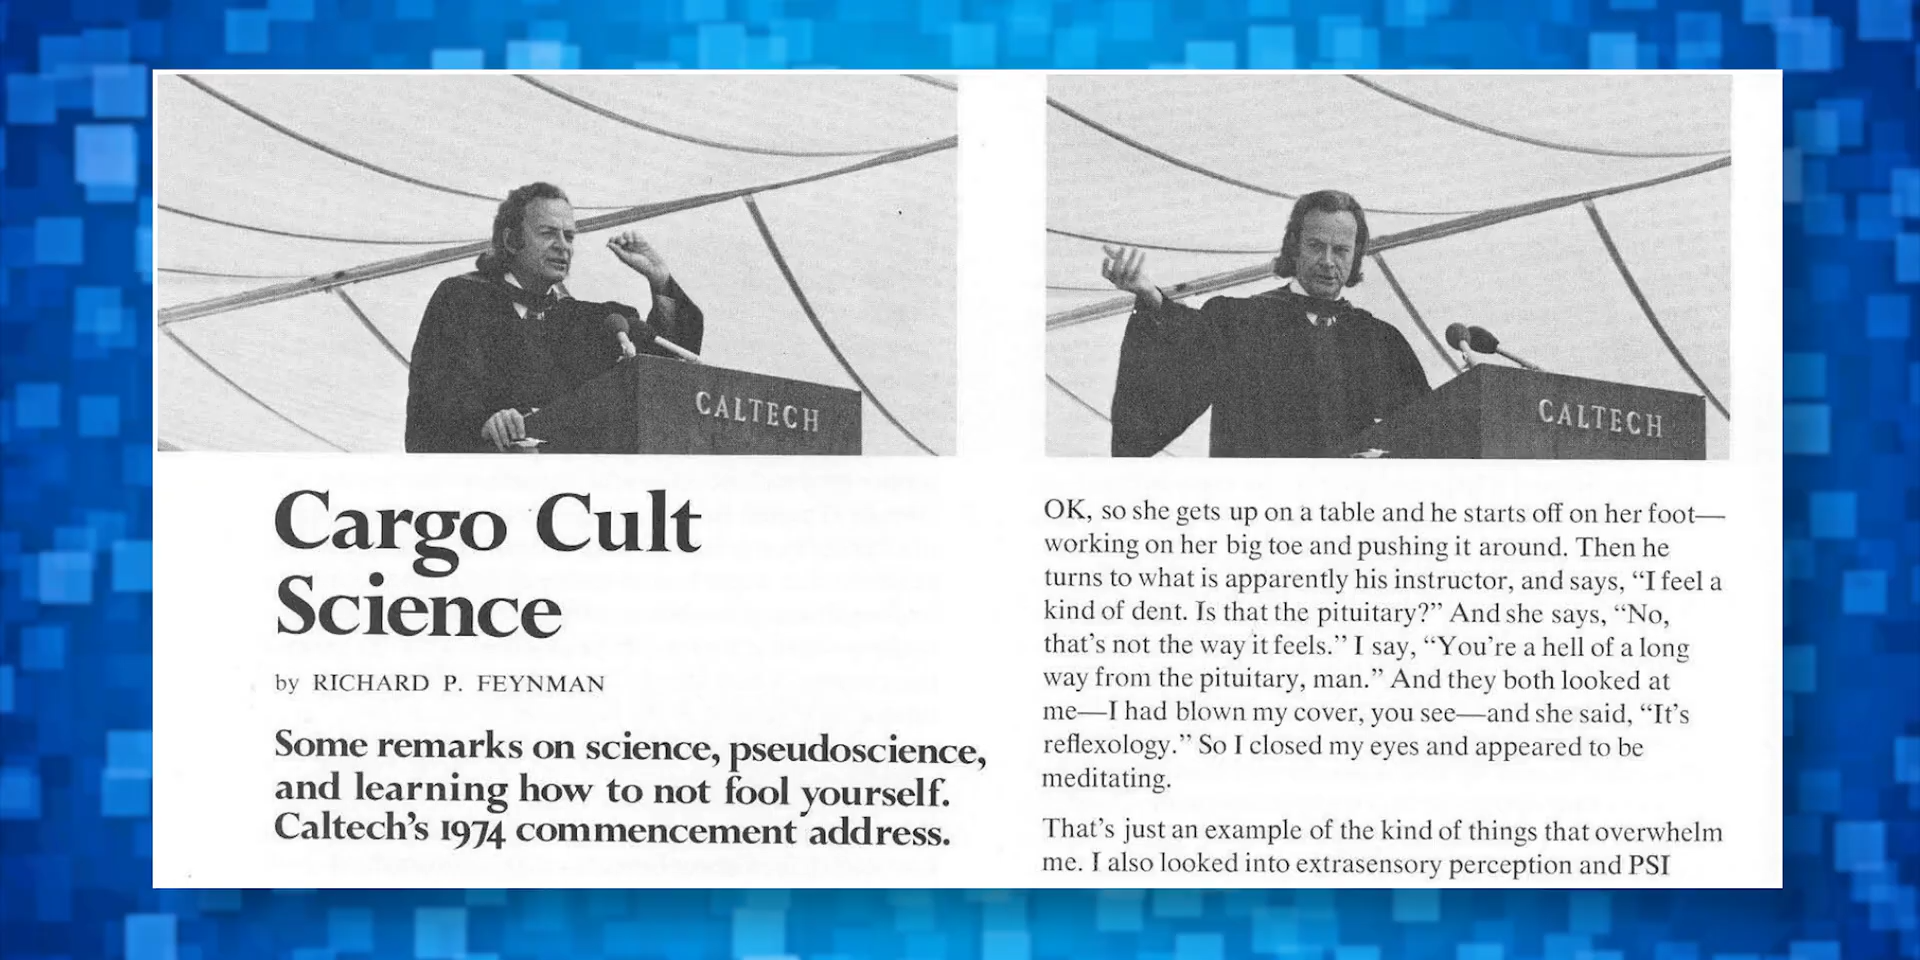 CALTECH
CALTECH
Cargo Cult
Science
by RICHARD P. FEYNMAN
Some remarks on science, pseudoscience,
and learning how to not fool yourself.
Caltech's 1974 commencement address.
OK, so she gets up on a table and he starts off on her foot—
working on her big toe and pushing it around. Then he
turns to what is apparently his instructor, and says, “I feel a
kind of dent. Is that the pituitary?” And she says, “No,
that's not the way it feels.” I say, “You're a hell of a long
way from the pituitary, man.” And they both looked at
me—I had blown my cover, you see—and she said, “It's
reflexology.” So I closed my eyes and appeared to be
meditating.
That's just an example of the kind of things that overwhelm
me. I also looked into extrasensory perception and PSI